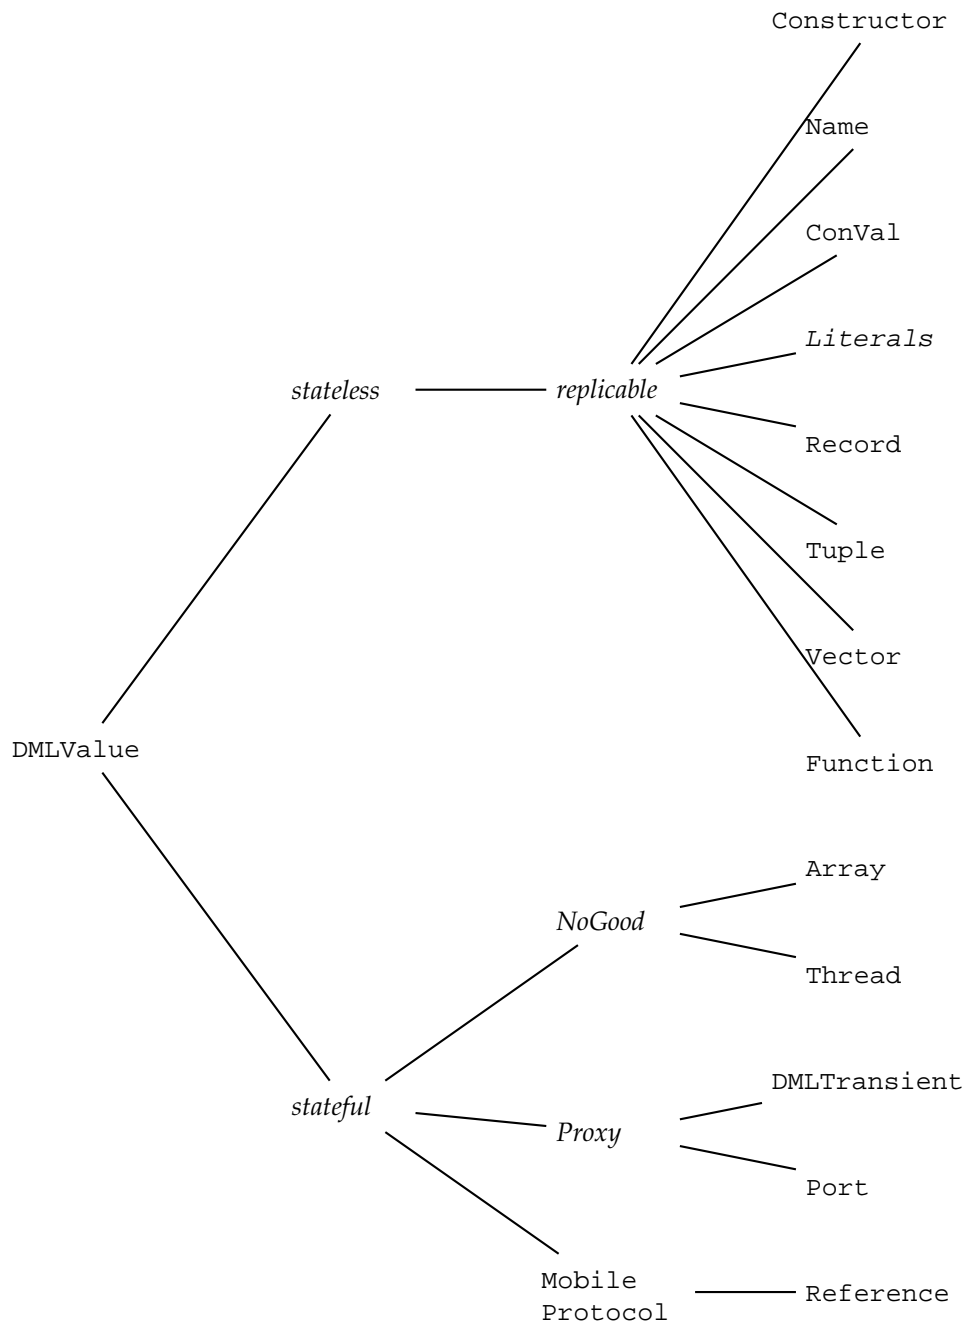 Constructor
Name
ConVal
Literals
stateless
replicable
Record
Tuple
Vector
DMLValue
Function
Array
NoGood
Thread
DMLTransient
stateful
Proxy
Port
Mobile
Protocol
Reference